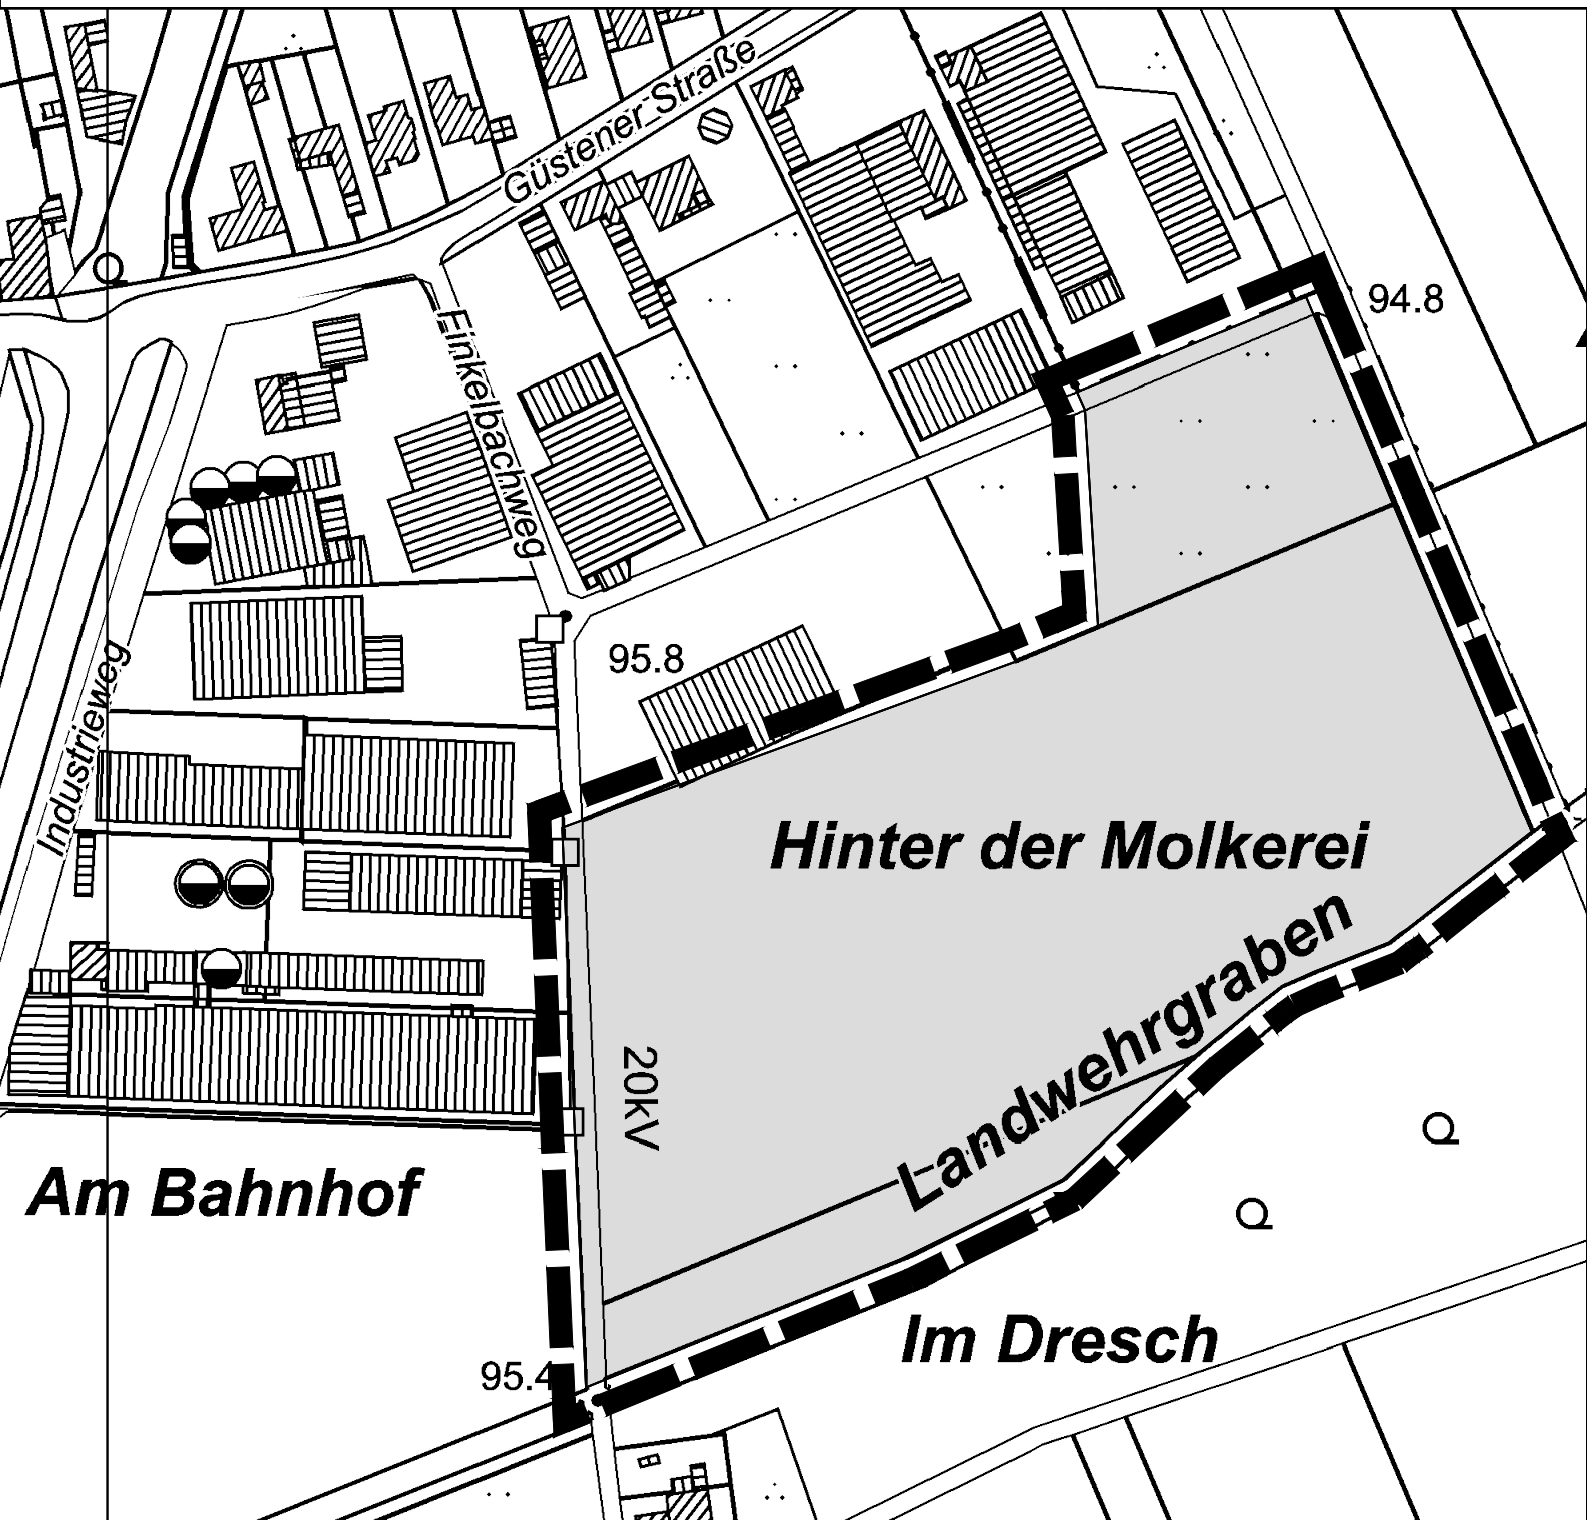 Güstener Straße
94.8
Finkelbachweg
95.8
Industrieweg
Hinter der Molkerei
Landwehrgraben
20kV
Am Bahnhof
Im Dresch
95.4